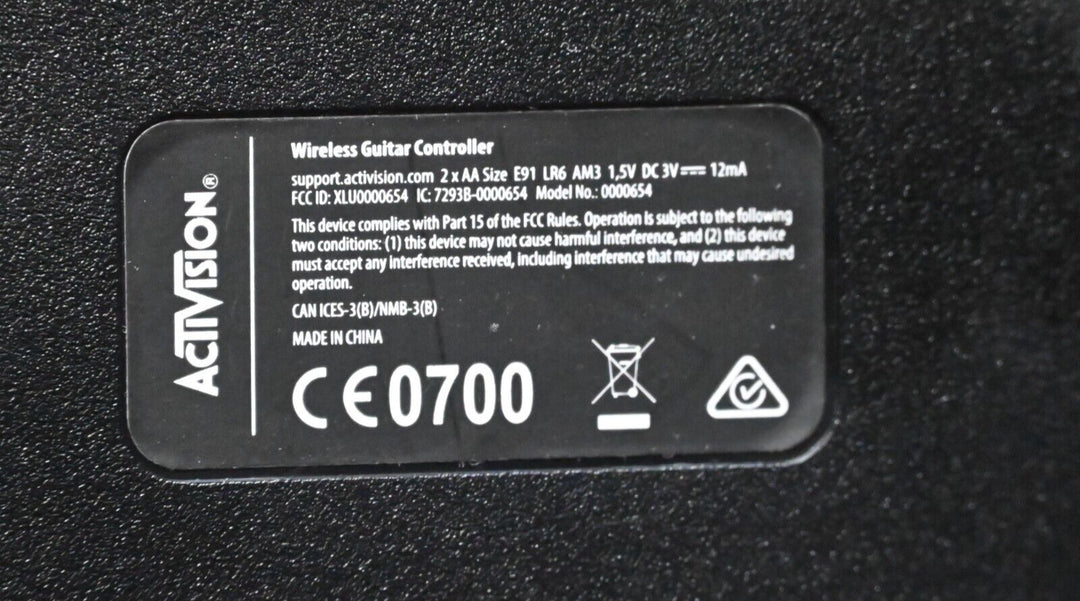 ACTIVISION®
Wireless Guitar Controller
support.activision.com 2 x AA Size E91 LR6 AM3 1,5V DC 3V⎓ 12mA
FCC ID: XLU0000654 IC: 7293B-0000654 Model No.: 0000654
This device complies with Part 15 of the FCC Rules. Operation is subject to the following
two conditions: (1) this device may not cause harmful interference, and (2) this device
must accept any interference received, including interference that may cause undesired
operation.
CAN ICES-3(B)/NMB-3(B)
MADE IN CHINA
CE0700